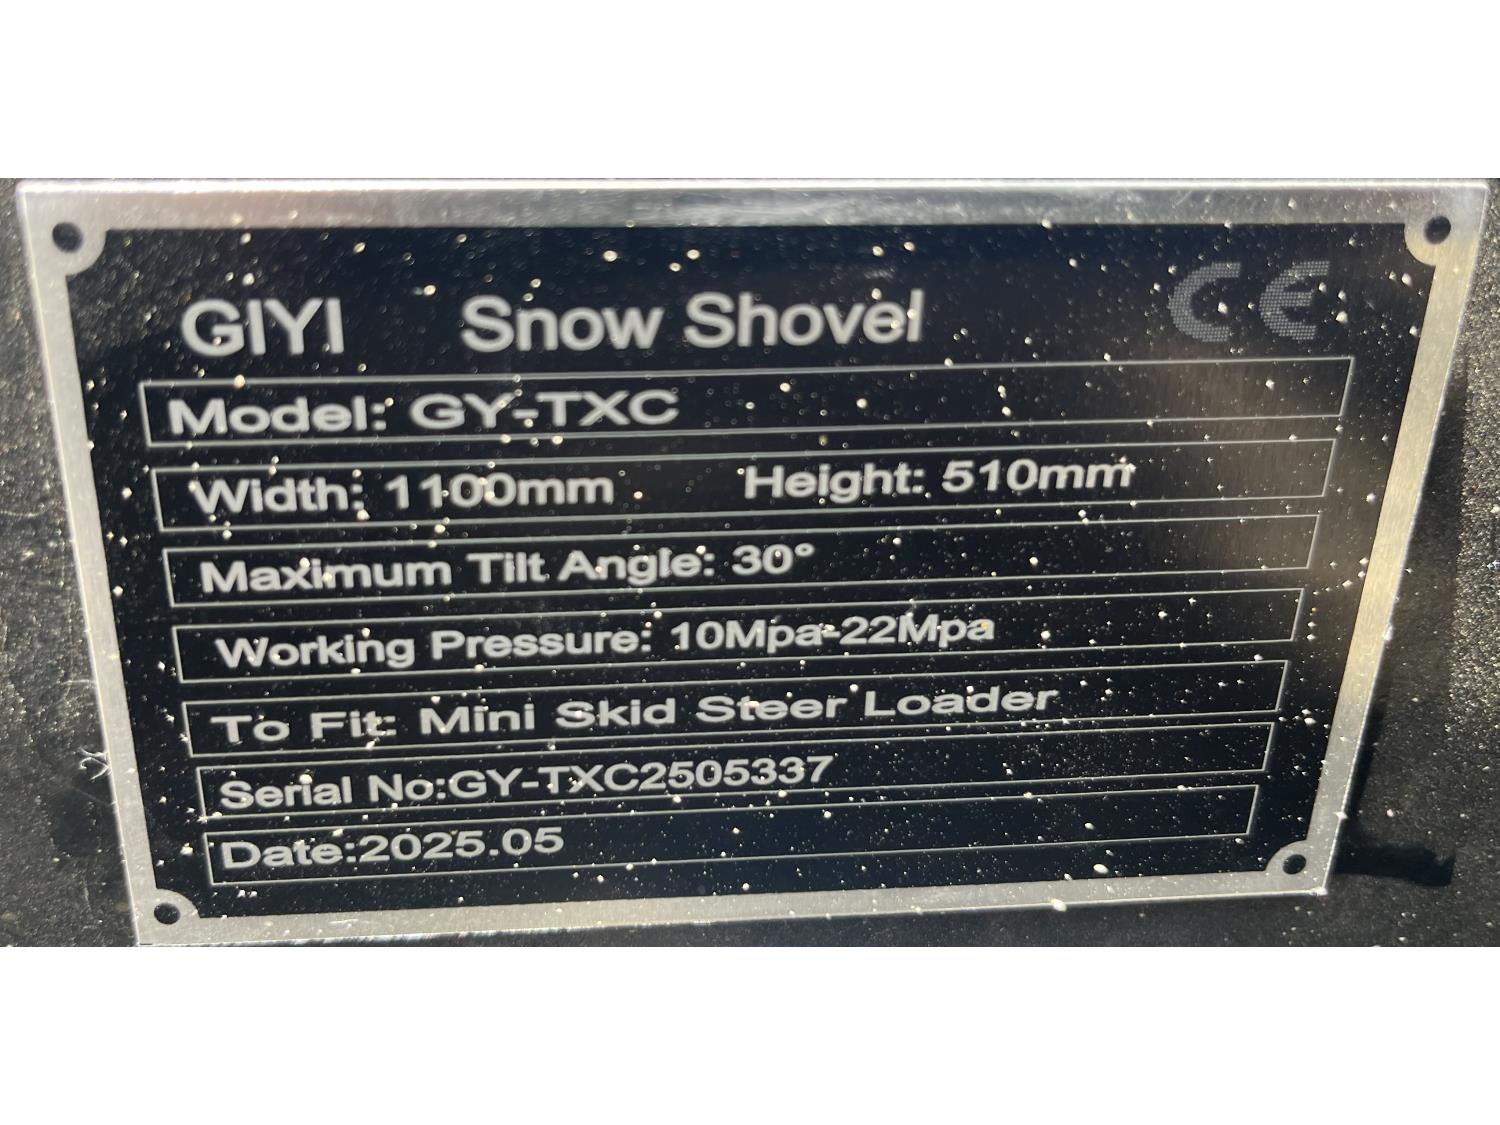 GIYI Snow Shovel CE
Model: GY-TXC
Width: 1100mm Height: 510mm
Maximum Tilt Angle: 30°
Working Pressure: 10Mpa-22Mpa
To Fit: Mini Skid Steer Loader
Serial No:GY-TXC2505337
Date:2025.05